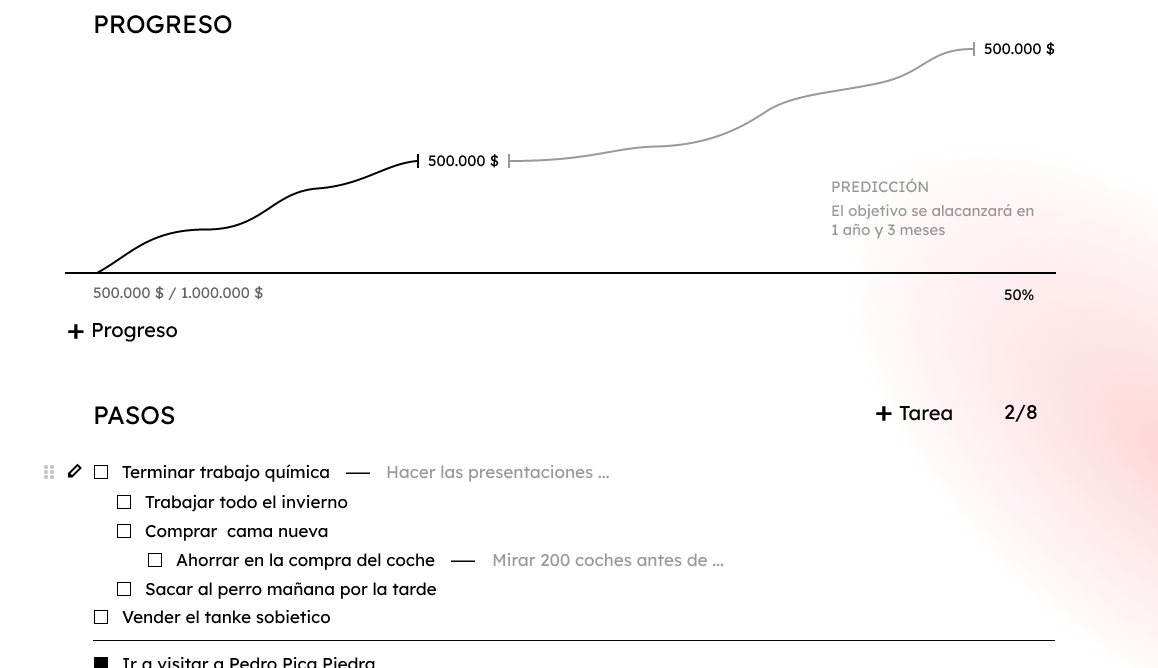 PROGRESO
500.000 $
500.000 $
PREDICCIÓN
El objetivo se alacanzará en
1 año y 3 meses
500.000 $ / 1.000.000 $
50%
+ Progreso
PASOS
+ Tarea
2/8
Terminar trabajo química — Hacer las presentaciones ...
Trabajar todo el invierno
Comprar cama nueva
Ahorrar en la compra del coche — Mirar 200 coches antes de ...
Sacar al perro mañana por la tarde
Vender el tanke sobietico
Ir a visitar a Pedro Pica Piedra